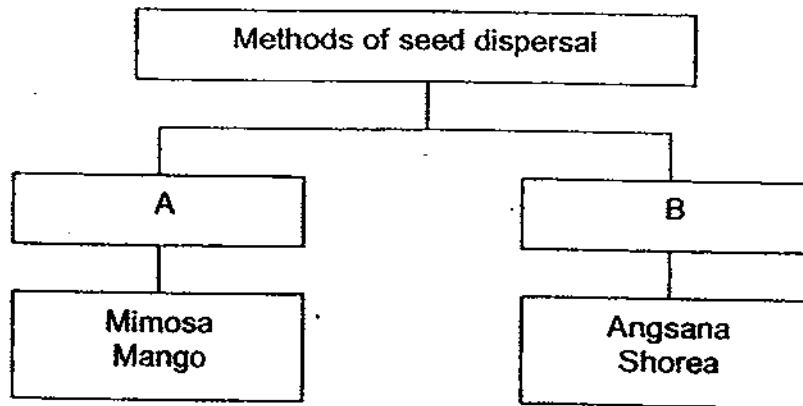 Methods of seed dispersal
A
B
Mimosa
Mango
Angsana
Shorea